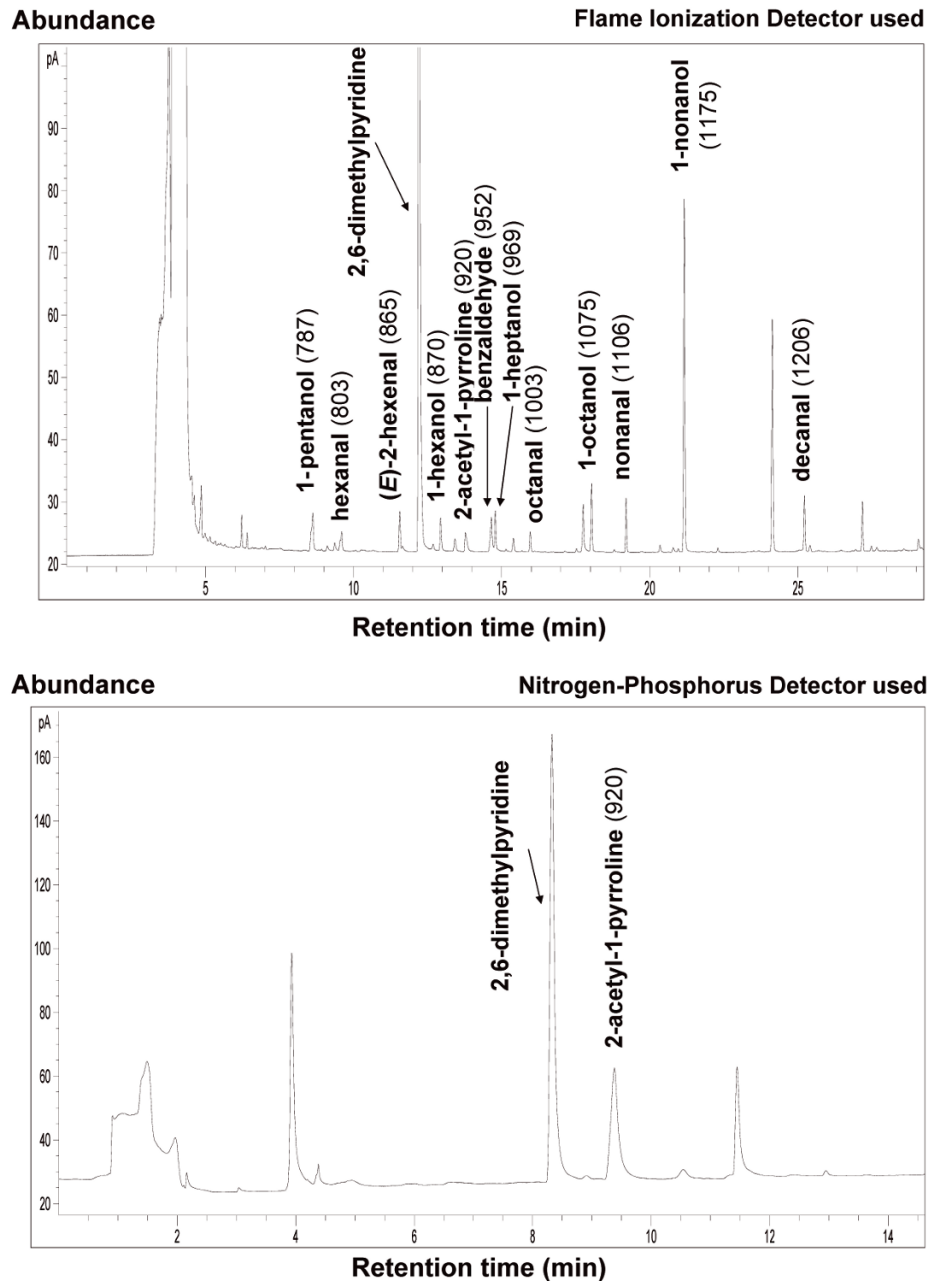 Abundance
Flame Ionization Detector used
pA
90
80
70
60
50
40
30
20
2,6-dimethylpyridine
1-pentanol (787)
hexanal (803)
(E)-2-hexenal (865)
1-hexanol (870)
2-acetyl-1-pyrroline (920)
benzaldehyde (952)
1-heptanol (969)
octanal (1003)
1-octanol (1075)
nonanal (1106)
1-nonanol
(1175)
decanal (1206)
5 10 15 20 25
Retention time (min)
Abundance
Nitrogen-Phosphorus Detector used
pA
160
140
120
100
80
60
40
20
2,6-dimethylpyridine
2-acetyl-1-pyrroline (920)
2 4 6 8 10 12 14
Retention time (min)